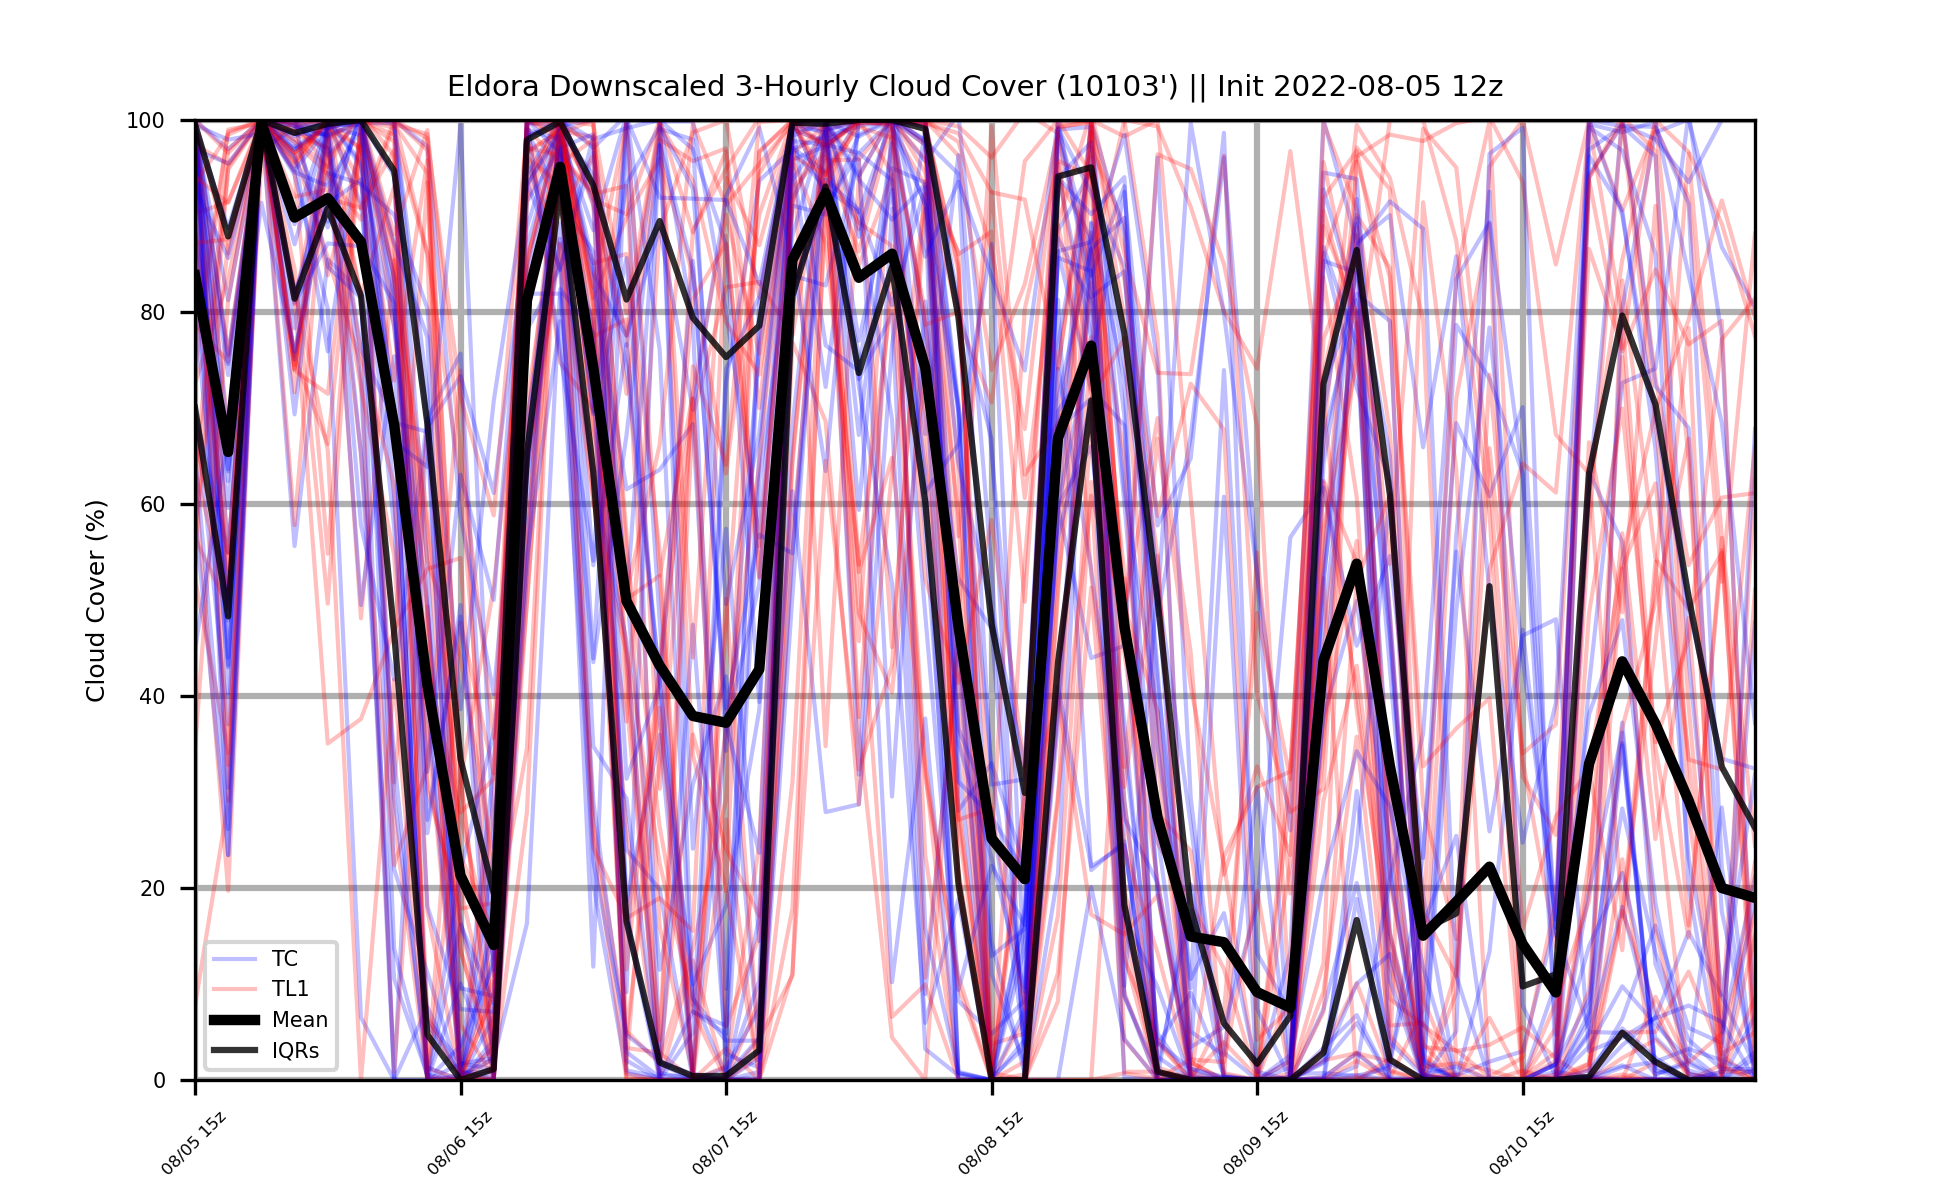 Eldora Downscaled 3-Hourly Cloud Cover (10103') || Init 2022-08-05 12z
Cloud Cover (%)
100
80
60
40
20
0
TC
TL1
Mean
IQRs
08/05 15z
08/06 15z
08/07 15z
08/08 15z
08/09 15z
08/10 15z